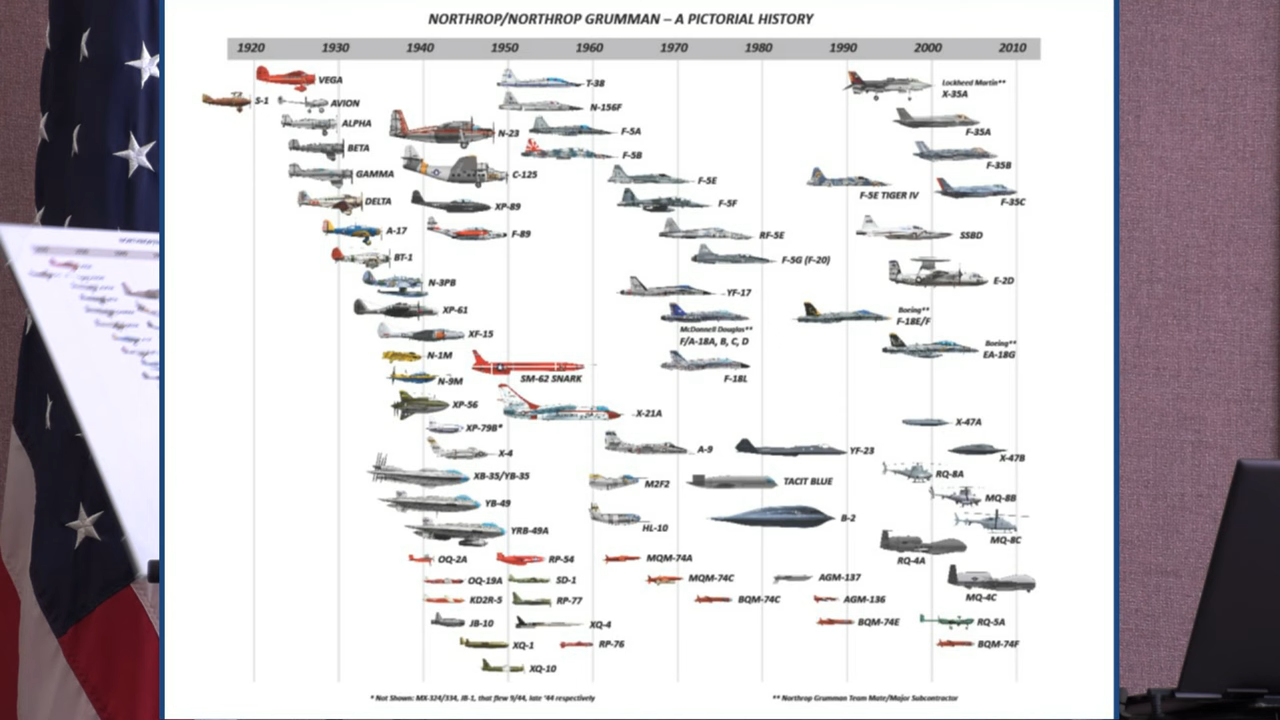 NORTHROP/NORTHROP GRUMMAN – A PICTORIAL HISTORY
1920 1930 1940 1950 1960 1970 1980 1990 2000 2010
VEGA
T-38
Lockheed Martin**
X-35A
S-1
AVION
N-156F
ALPHA
N-23
F-5A
F-35A
BETA
F-5B
F-35B
GAMMA
C-125
F-5E
F-5E TIGER IV
F-35C
DELTA
XP-89
F-5F
A-17
F-89
RF-5E
SSBD
BT-1
F-5G (F-20)
N-3PB
YF-17
E-2D
XP-61
McDonnell Douglas**
F/A-18A, B, C, D
Boeing**
F-18E/F
XF-15
Boeing**
EA-18G
N-1M
SM-62 SNARK
F-18L
N-9M
XP-56
X-21A
X-47A
XP-79B*
X-4
A-9
YF-23
X-47B
XB-35/YB-35
M2F2
TACIT BLUE
RQ-8A
YB-49
HL-10
B-2
MQ-8B
YRB-49A
MQ-8C
OQ-2A
RP-54
MQM-74A
RQ-4A
OQ-19A
SD-1
MQM-74C
AGM-137
MQ-4C
KD2R-5
RP-77
BQM-74C
AGM-136
JB-10
XQ-4
BQM-74E
RQ-5A
XQ-1
RP-76
BQM-74F
XQ-10
* Not Shown: MX-324/334, JB-1, that flew 9/44, late '44 respectively
** Northrop Grumman Team Mate/Major Subcontractor